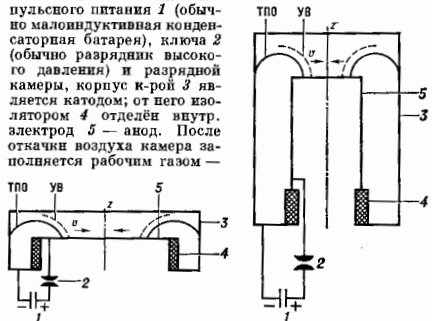 пульсного питания 1 (обыч-
но малоиндуктивная конден-
саторная батарея), ключа 2
(обычно разрядник высоко-
го давления) и разрядной
камеры, корпус к-рой 3 яв-
ляется катодом; от него изо-
лятором 4 отделён внутр.
электрод 5 — анод. После
откачки воздуха камера за-
полняется рабочим газом —
ТПО УВ z 5
υ
3
4
2
− +
1
ТПО УВ z
υ
5
3
4
2
− +
1